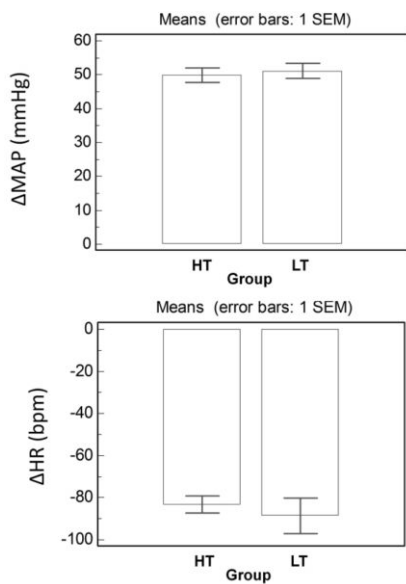 Means (error bars: 1 SEM)
ΔMAP (mmHg)
60
50
40
30
20
10
0
HT LT
Group
Means (error bars: 1 SEM)
ΔHR (bpm)
0
-20
-40
-60
-80
-100
HT LT
Group